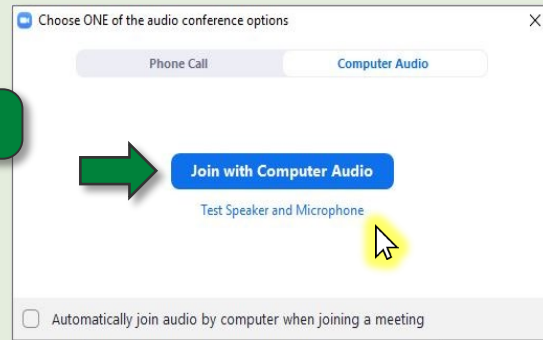 Choose ONE of the audio conference options
Phone Call
Computer Audio
Join with Computer Audio
Test Speaker and Microphone
Automatically join audio by computer when joining a meeting